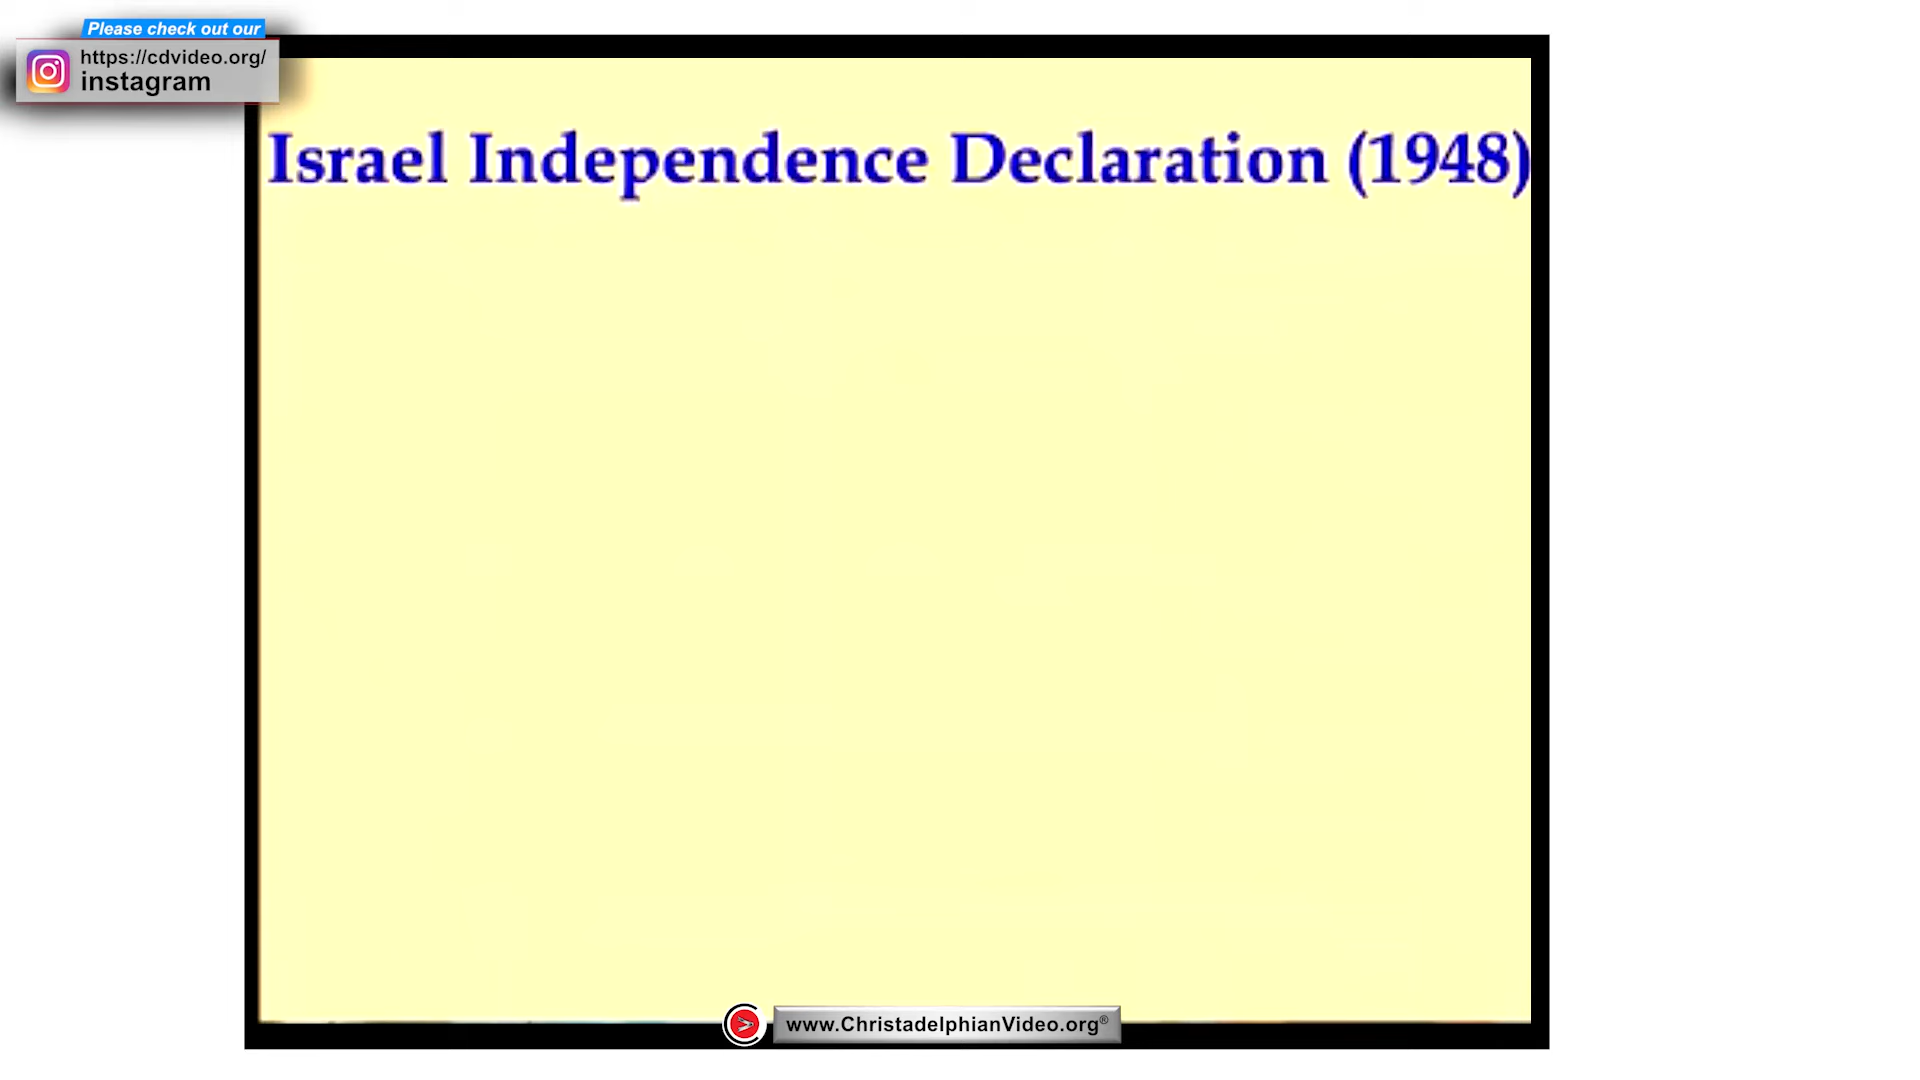 Please check out our
https://cdvideo.org/
instagram
Israel Independence Declaration (1948)
www.ChristadelphianVideo.org®